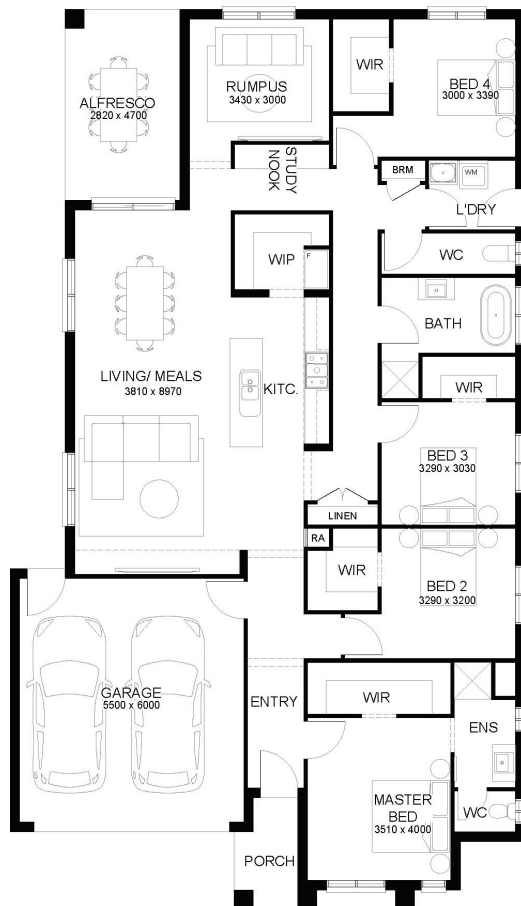 RUMPUS
3430 x 3000
WIR
BED 4
3000 x 3390
ALFRESCO
2820 x 4700
STUDY
NOOK
BRM
WM
L'DRY
WC
WIP
F
BATH
LIVING/ MEALS
3810 x 8970
KITC.
WIR
BED 3
3290 x 3030
LINEN
RA
WIR
BED 2
3290 x 3200
GARAGE
5500 x 6000
ENTRY
WIR
ENS
MASTER
BED
3510 x 4000
WC
PORCH